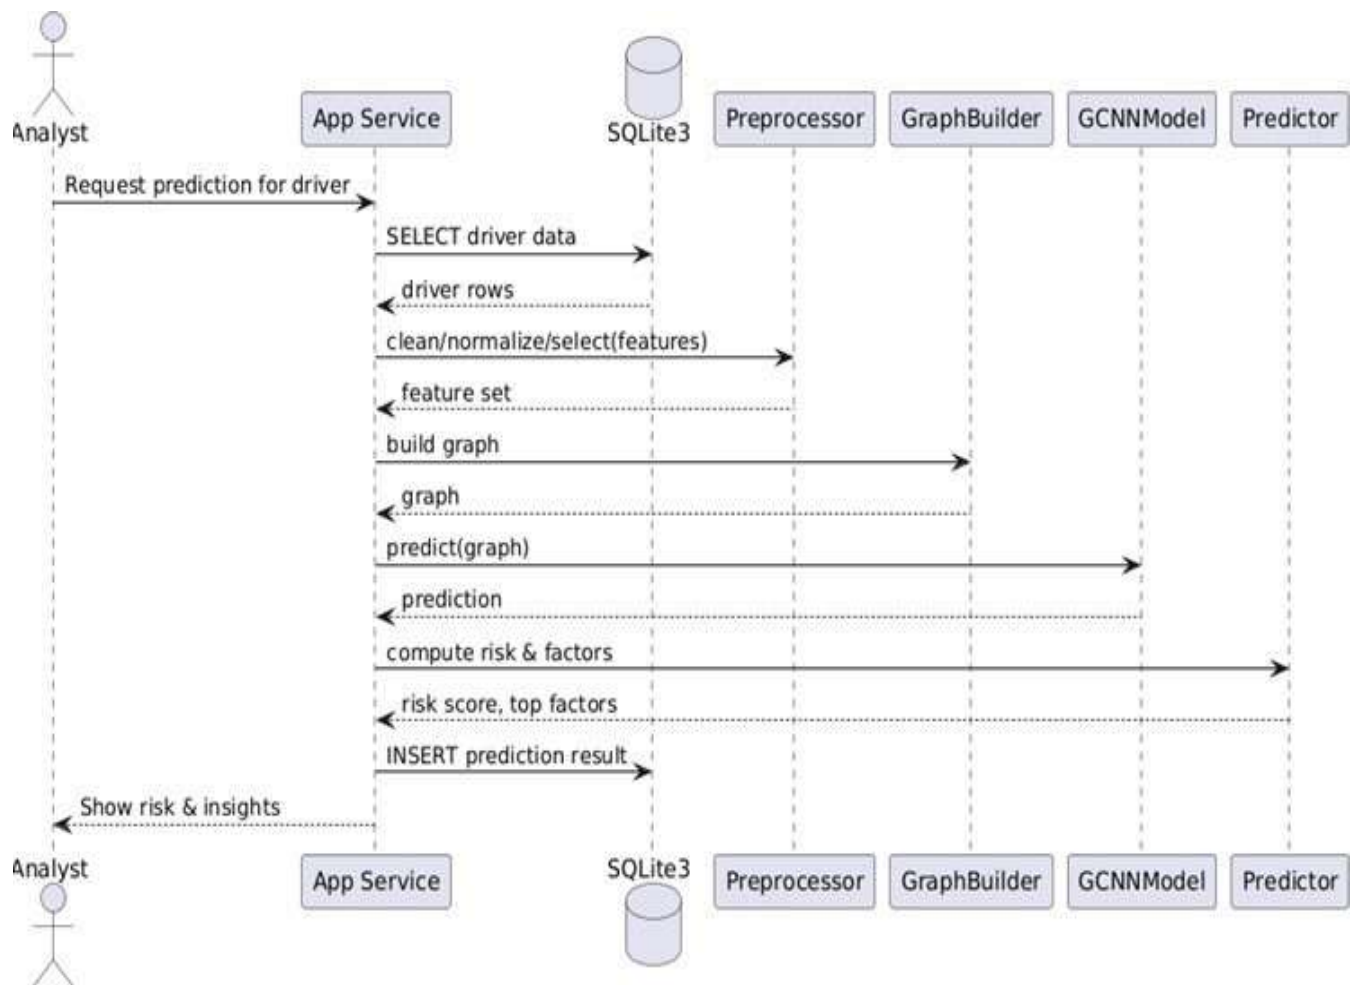 Analyst
App Service
SQLite3
Preprocessor
GraphBuilder
GCNNModel
Predictor
Request prediction for driver
SELECT driver data
driver rows
clean/normalize/select(features)
feature set
build graph
graph
predict(graph)
prediction
compute risk & factors
risk score, top factors
INSERT prediction result
Show risk & insights
Analyst
App Service
SQLite3
Preprocessor
GraphBuilder
GCNNModel
Predictor